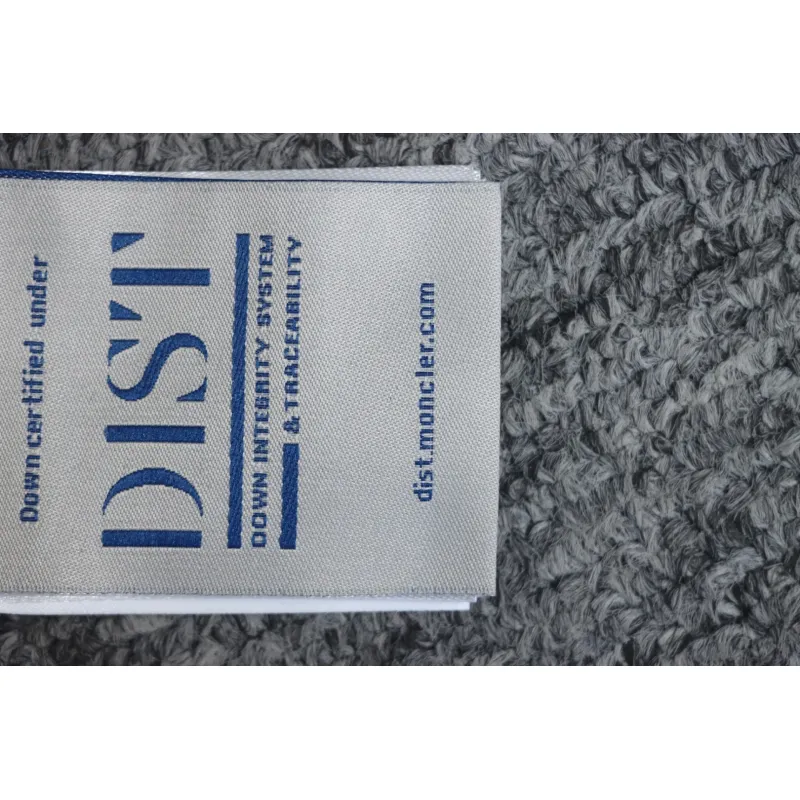 Down certified under
DIST
DOWN INTEGRITY SYSTEM
& TRACEABILITY
dist.moncler.com